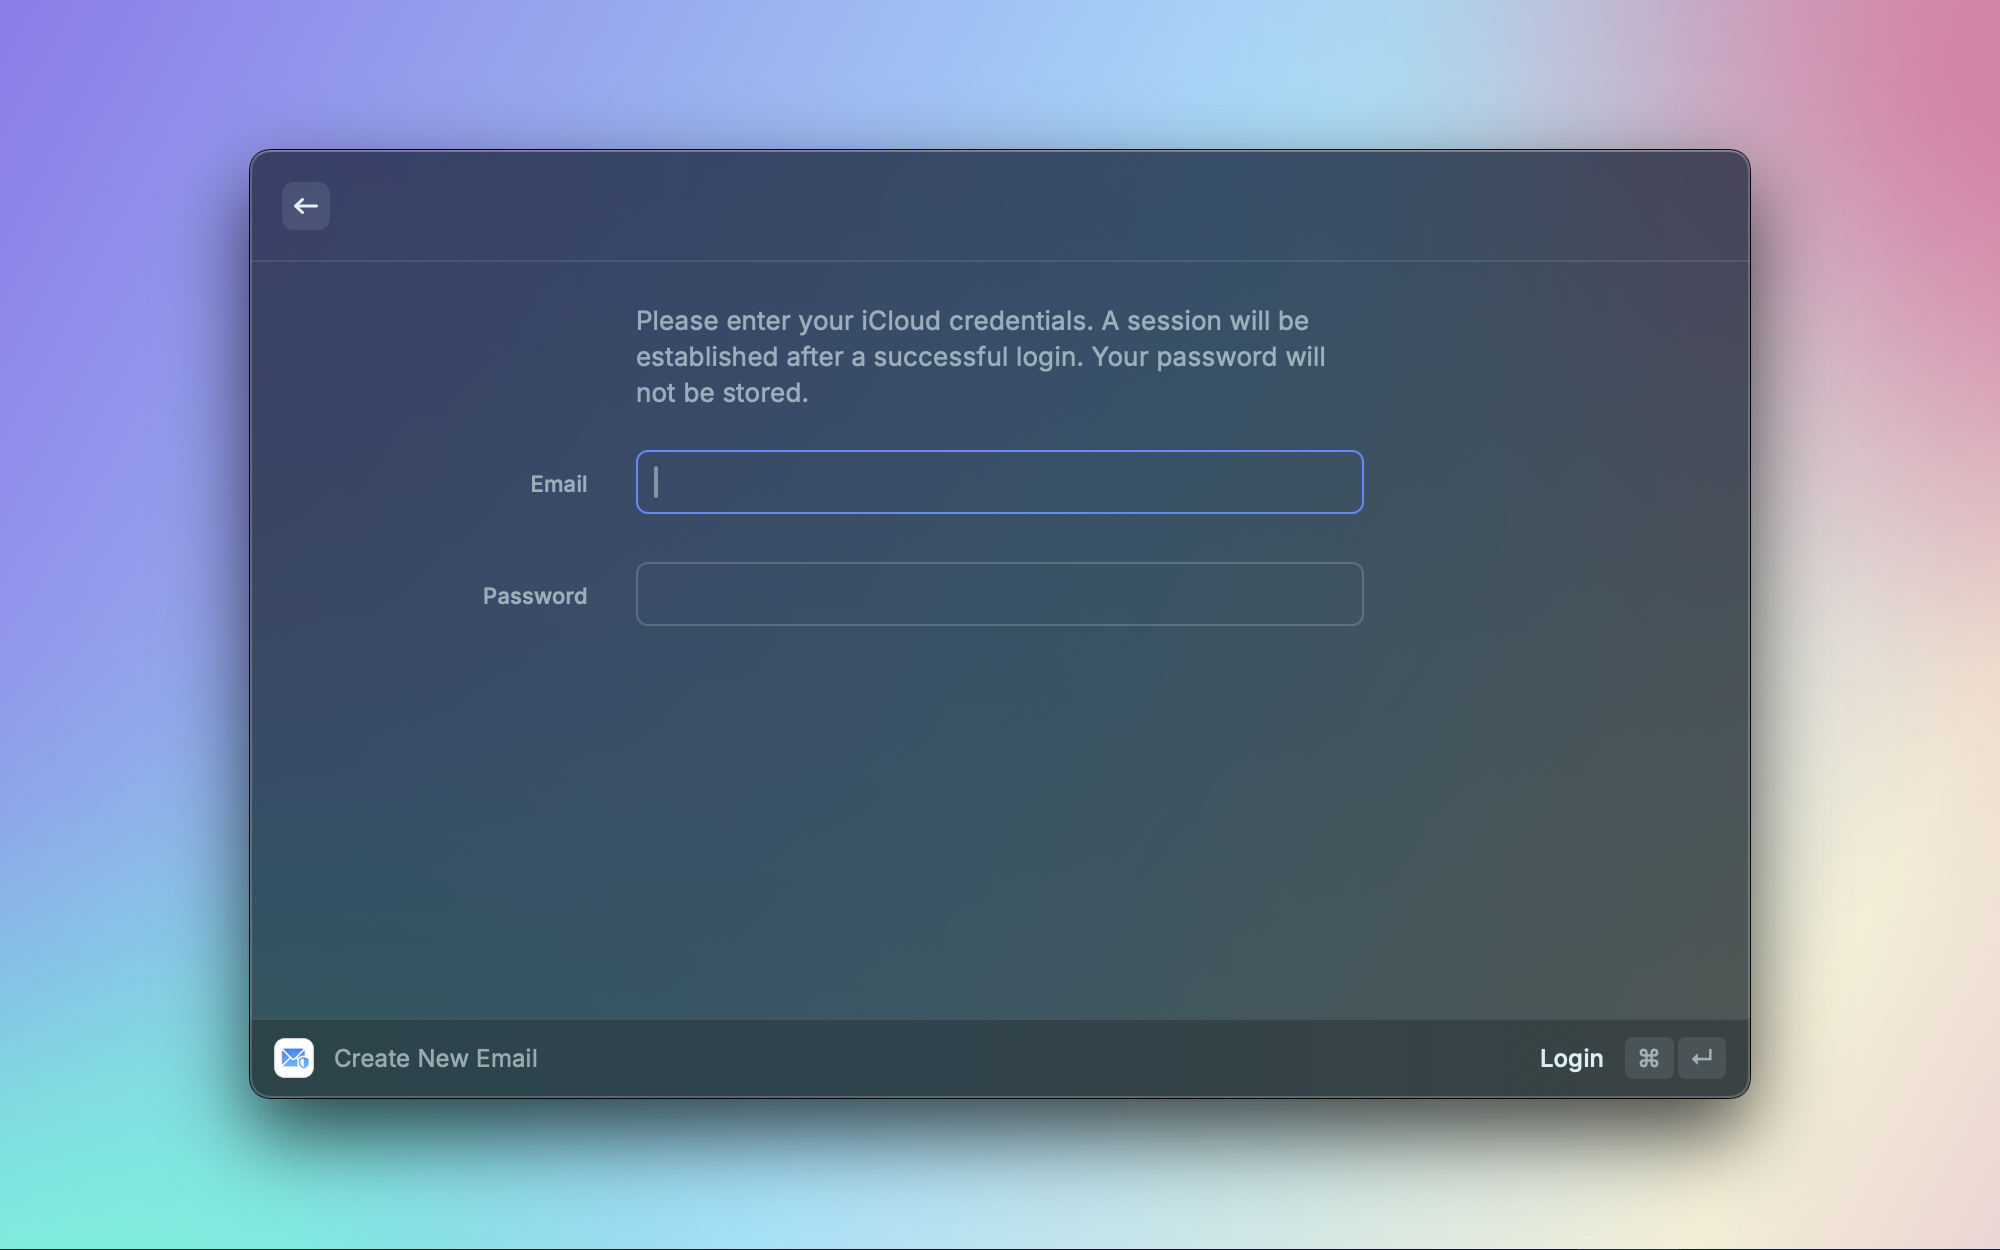 Please enter your iCloud credentials. A session will be
established after a successful login. Your password will
not be stored.
Email
Password
Create New Email
Login ⌘ ↵